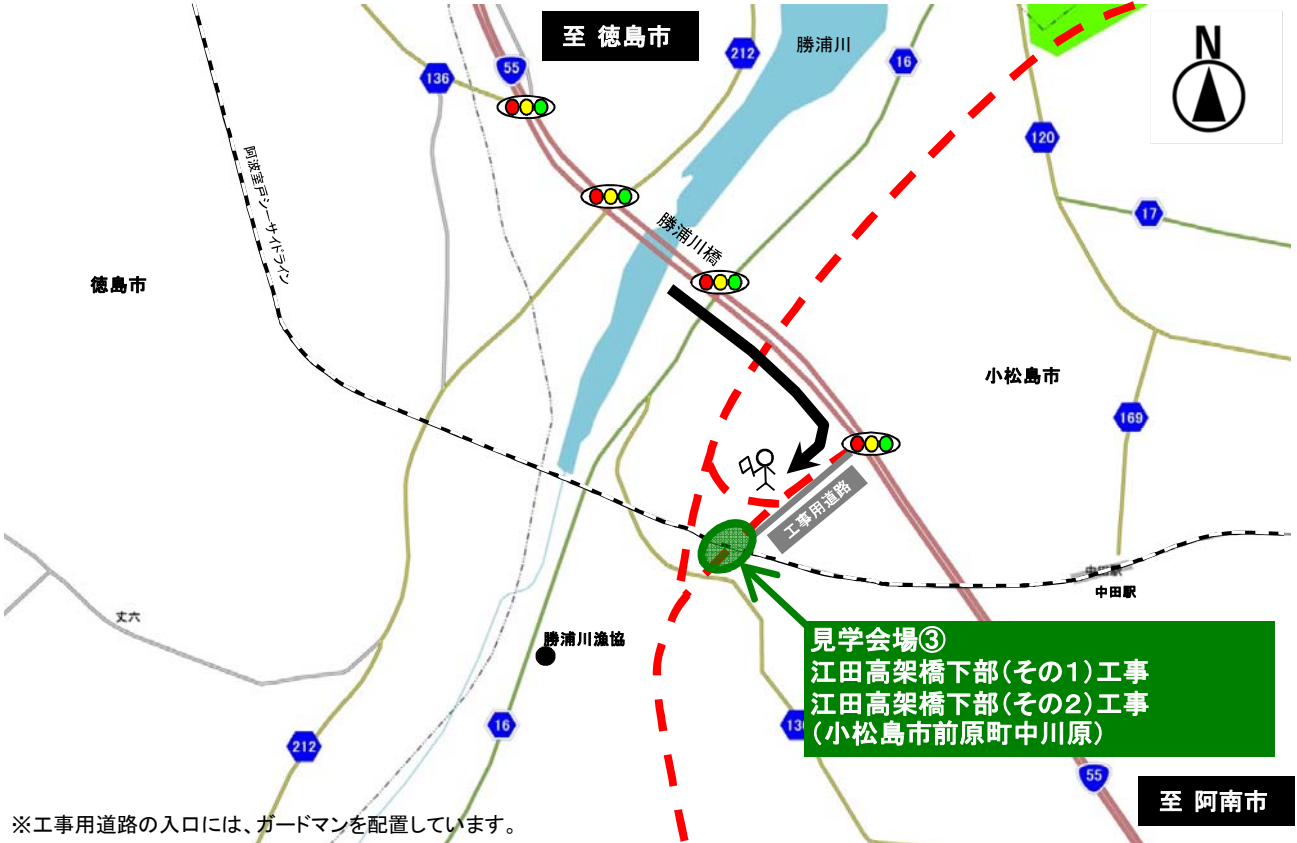 至 徳島市
勝浦川
N
212
16
55
136
120
阿波室戸シーサイドライン
17
勝浦川橋
徳島市
小松島市
169
工事用道路
中田駅
中田駅
丈六
勝浦川漁協
見学会場③
江田高架橋下部(その1)工事
江田高架橋下部(その2)工事
(小松島市前原町中川原)
16
212
55
至 阿南市
※工事用道路の入口には、ガードマンを配置しています。